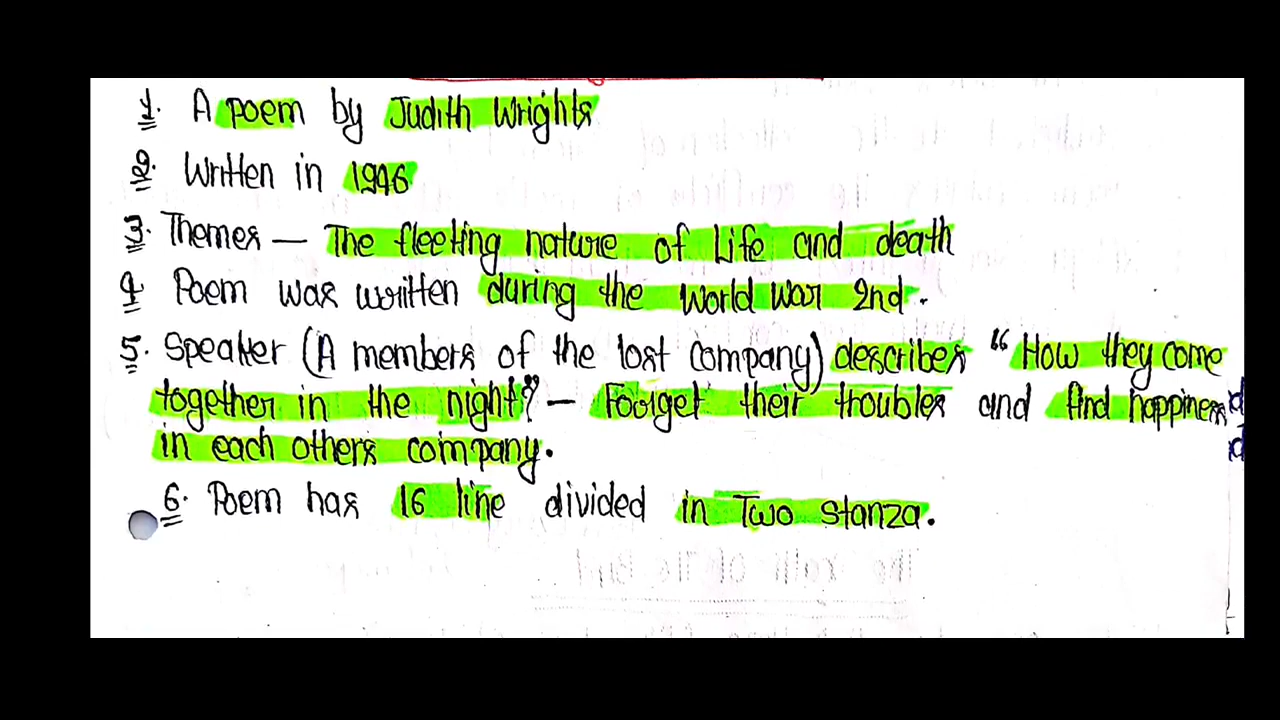 1. A poem by Judith Wrights
2. Written in 1946
3. Themes — The fleeting nature of Life and death
4 Poem was written during the World War 2nd.
5. Speaker (A members of the lost company) describes "How they come
together in the night" — Forget their troubles and find happiness
in each others company.
6. Poem has 16 line divided in Two stanza.